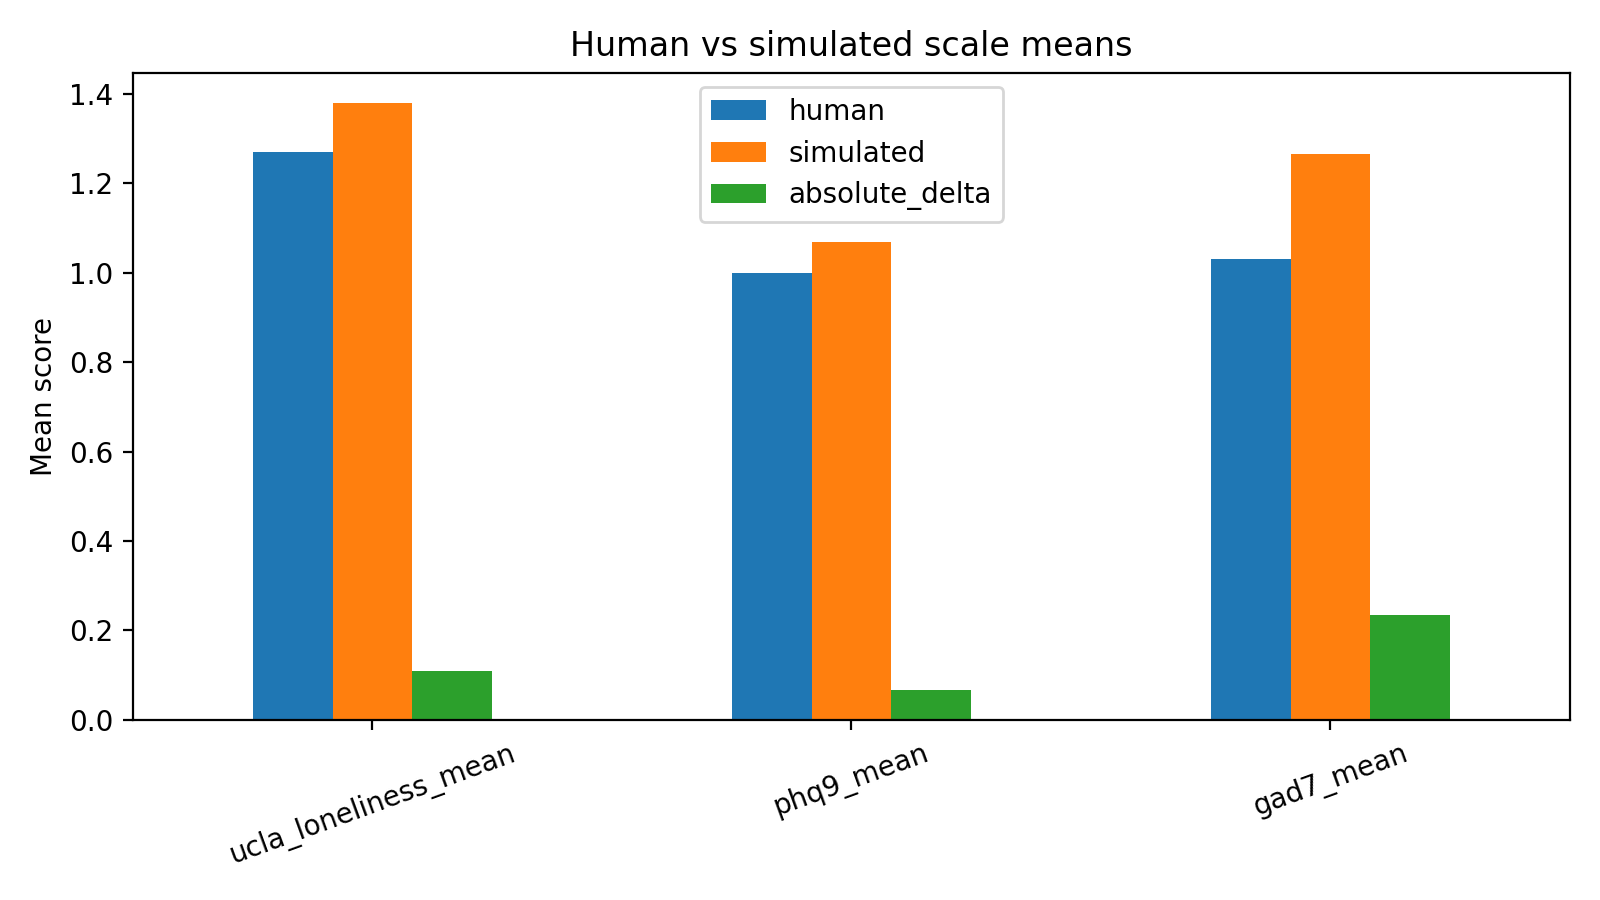 Human vs simulated scale means
human
simulated
absolute_delta
Mean score
1.4
1.2
1.0
0.8
0.6
0.4
0.2
0.0
ucla_loneliness_mean
phq9_mean
gad7_mean